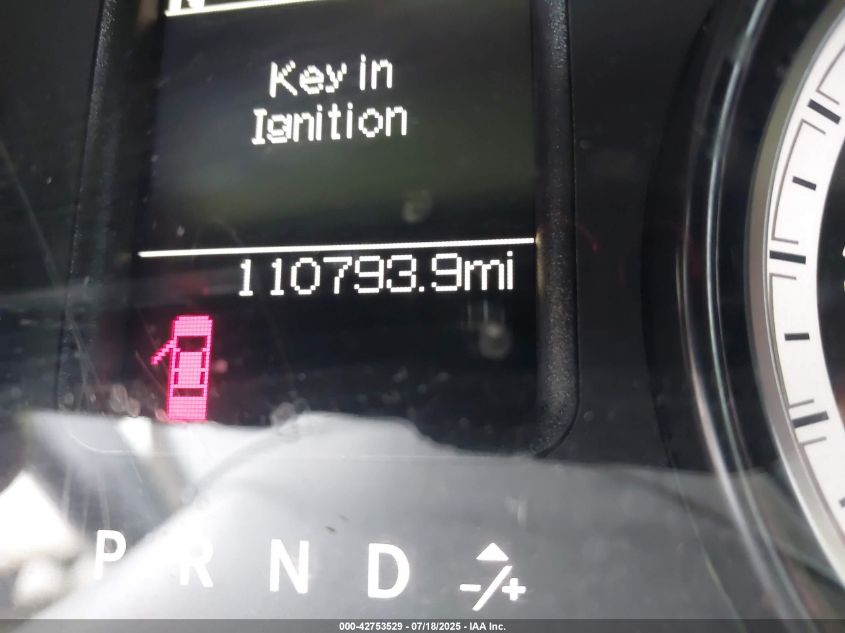 Key in
Ignition
110793.9mi
P R N D -/+
000-42753529 - 07/18/2025 - IAA Inc.